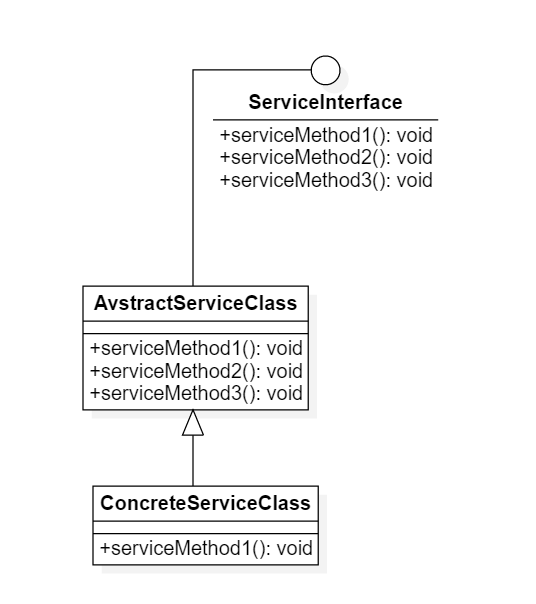 ServiceInterface
+serviceMethod1(): void
+serviceMethod2(): void
+serviceMethod3(): void
AvstractServiceClass
+serviceMethod1(): void
+serviceMethod2(): void
+serviceMethod3(): void
ConcreteServiceClass
+serviceMethod1(): void